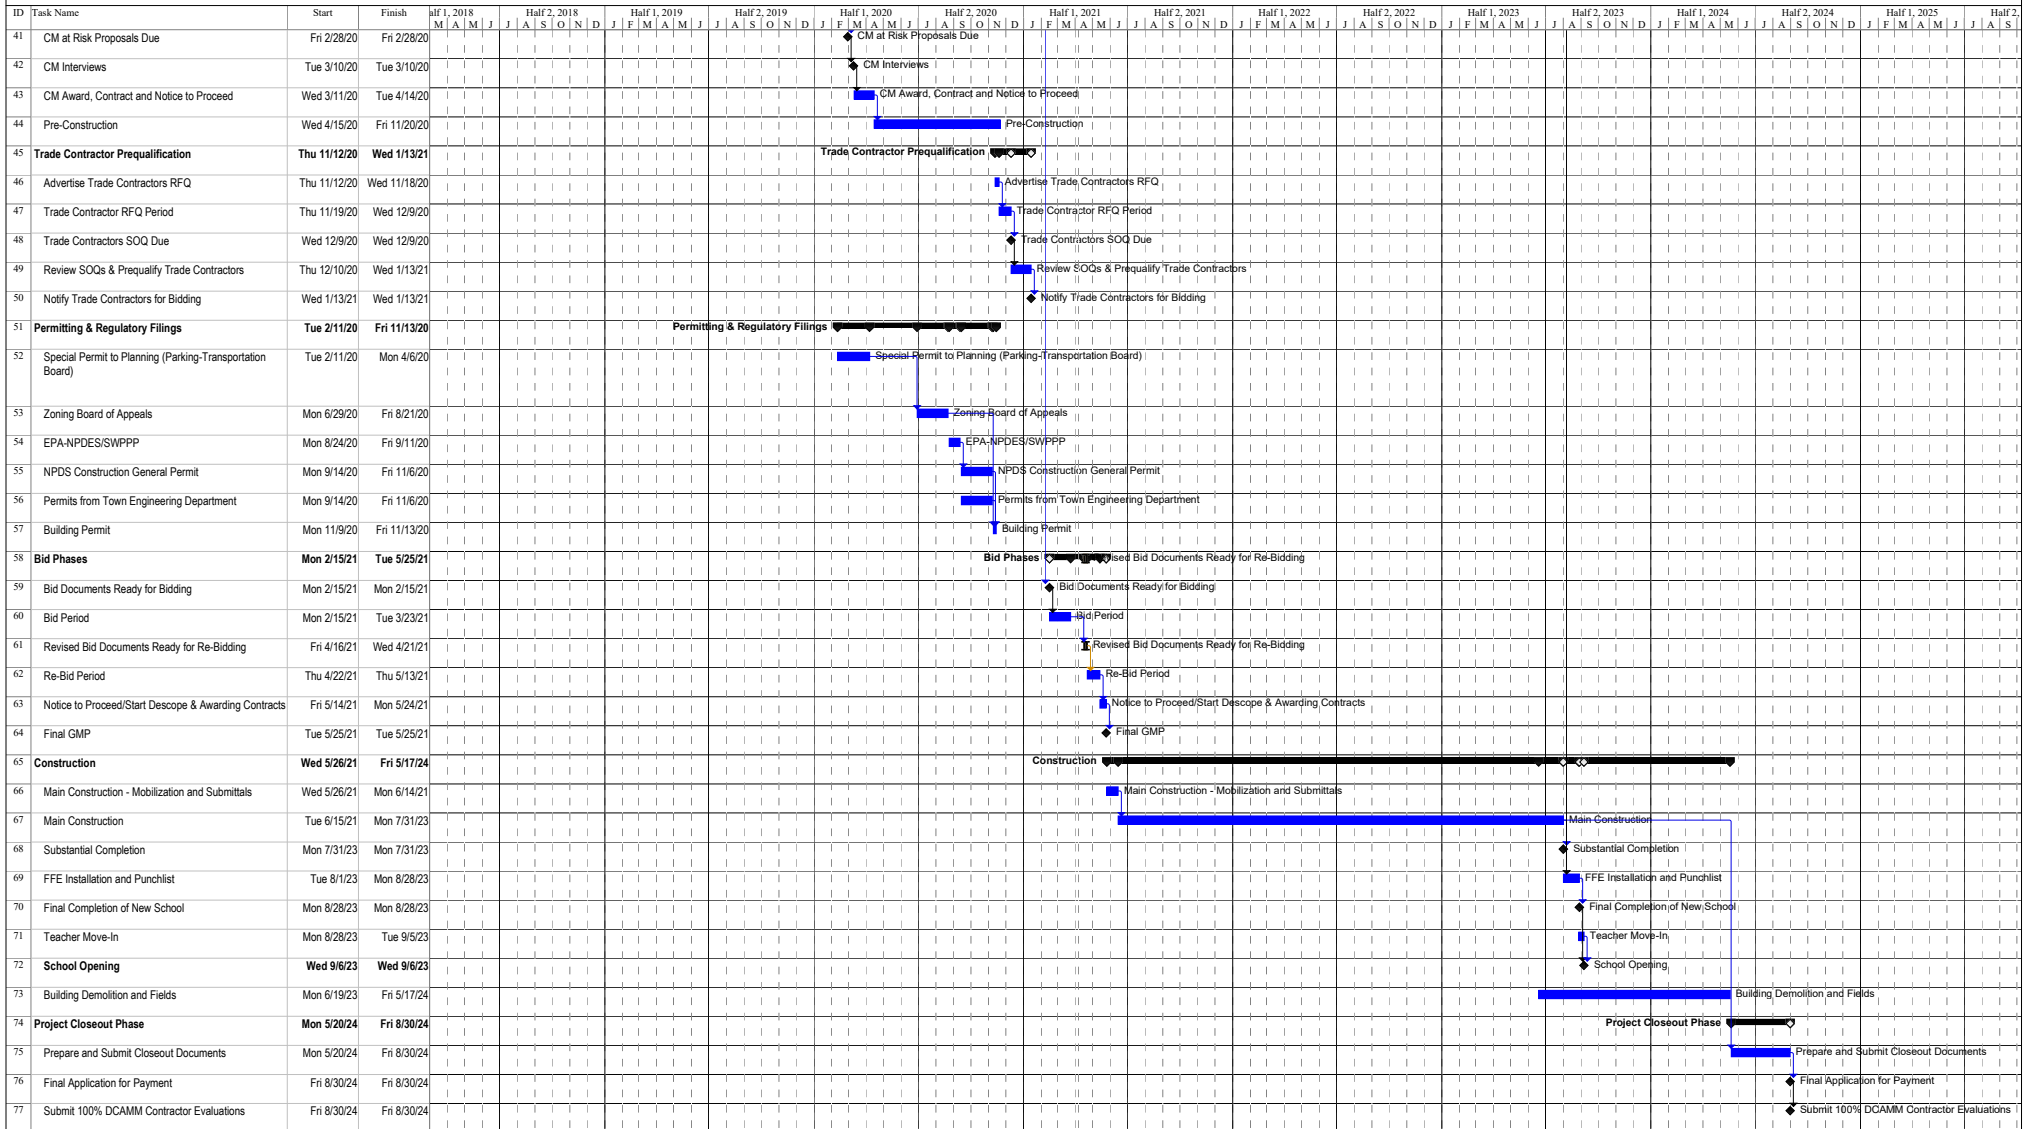 ID Task Name Start Finish alf 1, 2018 Half 2, 2018 Half 1, 2019 Half 2, 2019 Half 1, 2020 Half 2, 2020 Half 1, 2021 Half 2, 2021 Half 1, 2022 Half 2, 2022 Half 1, 2023 Half 2, 2023 Half 1, 2024 Half 2, 2024 Half 1, 2025 Half 2,
M A M J J A S O N D J F M A M J J A S O N D J F M A M J J A S O N D J F M A M J J A S O N D J F M A M J J A S O N D J F M A M J J A S O N D J F M A M J J A S O N D J F M A M J J A S
41 CM at Risk Proposals Due Fri 2/28/20 Fri 2/28/20 CM at Risk Proposals Due
42 CM Interviews Tue 3/10/20 Tue 3/10/20 CM Interviews
43 CM Award, Contract and Notice to Proceed Wed 3/11/20 Tue 4/14/20 CM Award, Contract and Notice to Proceed
44 Pre-Construction Wed 4/15/20 Fri 11/20/20 Pre-Construction
45 Trade Contractor Prequalification Thu 11/12/20 Wed 1/13/21 Trade Contractor Prequalification
46 Advertise Trade Contractors RFQ Thu 11/12/20 Wed 11/18/20 Advertise Trade Contractors RFQ
47 Trade Contractor RFQ Period Thu 11/19/20 Wed 12/9/20 Trade Contractor RFQ Period
48 Trade Contractors SOQ Due Wed 12/9/20 Wed 12/9/20 Trade Contractors SOQ Due
49 Review SOQs & Prequalify Trade Contractors Thu 12/10/20 Wed 1/13/21 Review SOQs & Prequalify Trade Contractors
50 Notify Trade Contractors for Bidding Wed 1/13/21 Wed 1/13/21 Notify Trade Contractors for Bidding
51 Permitting & Regulatory Filings Tue 2/11/20 Fri 11/13/20 Permitting & Regulatory Filings
52 Special Permit to Planning (Parking-Transportation Tue 2/11/20 Mon 4/6/20 Special Permit to Planning (Parking-Transportation Board)
Board)
53 Zoning Board of Appeals Mon 6/29/20 Fri 8/21/20 Zoning Board of Appeals
54 EPA-NPDES/SWPPP Mon 8/24/20 Fri 9/11/20 EPA-NPDES/SWPPP
55 NPDS Construction General Permit Mon 9/14/20 Fri 11/6/20 NPDS Construction General Permit
56 Permits from Town Engineering Department Mon 9/14/20 Fri 11/6/20 Permits from Town Engineering Department
57 Building Permit Mon 11/9/20 Fri 11/13/20 Building Permit
58 Bid Phases Mon 2/15/21 Tue 5/25/21 Bid Phases ised Bid Documents Ready for Re-Bidding
59 Bid Documents Ready for Bidding Mon 2/15/21 Mon 2/15/21 Bid Documents Ready for Bidding
60 Bid Period Mon 2/15/21 Tue 3/23/21 Bid Period
61 Revised Bid Documents Ready for Re-Bidding Fri 4/16/21 Wed 4/21/21 Revised Bid Documents Ready for Re-Bidding
62 Re-Bid Period Thu 4/22/21 Thu 5/13/21 Re-Bid Period
63 Notice to Proceed/Start Descope & Awarding Contracts Fri 5/14/21 Mon 5/24/21 Notice to Proceed/Start Descope & Awarding Contracts
64 Final GMP Tue 5/25/21 Tue 5/25/21 Final GMP
65 Construction Wed 5/26/21 Fri 5/17/24 Construction
66 Main Construction - Mobilization and Submittals Wed 5/26/21 Mon 6/14/21 Main Construction - Mobilization and Submittals
67 Main Construction Tue 6/15/21 Mon 7/31/23 Main Construction
68 Substantial Completion Mon 7/31/23 Mon 7/31/23 Substantial Completion
69 FFE Installation and Punchlist Tue 8/1/23 Mon 8/28/23 FFE Installation and Punchlist
70 Final Completion of New School Mon 8/28/23 Mon 8/28/23 Final Completion of New School
71 Teacher Move-In Mon 8/28/23 Tue 9/5/23 Teacher Move-In
72 School Opening Wed 9/6/23 Wed 9/6/23 School Opening
73 Building Demolition and Fields Mon 6/19/23 Fri 5/17/24 Building Demolition and Fields
74 Project Closeout Phase Mon 5/20/24 Fri 8/30/24 Project Closeout Phase
75 Prepare and Submit Closeout Documents Mon 5/20/24 Fri 8/30/24 Prepare and Submit Closeout Documents
76 Final Application for Payment Fri 8/30/24 Fri 8/30/24 Final Application for Payment
77 Submit 100% DCAMM Contractor Evaluations Fri 8/30/24 Fri 8/30/24 Submit 100% DCAMM Contractor Evaluations